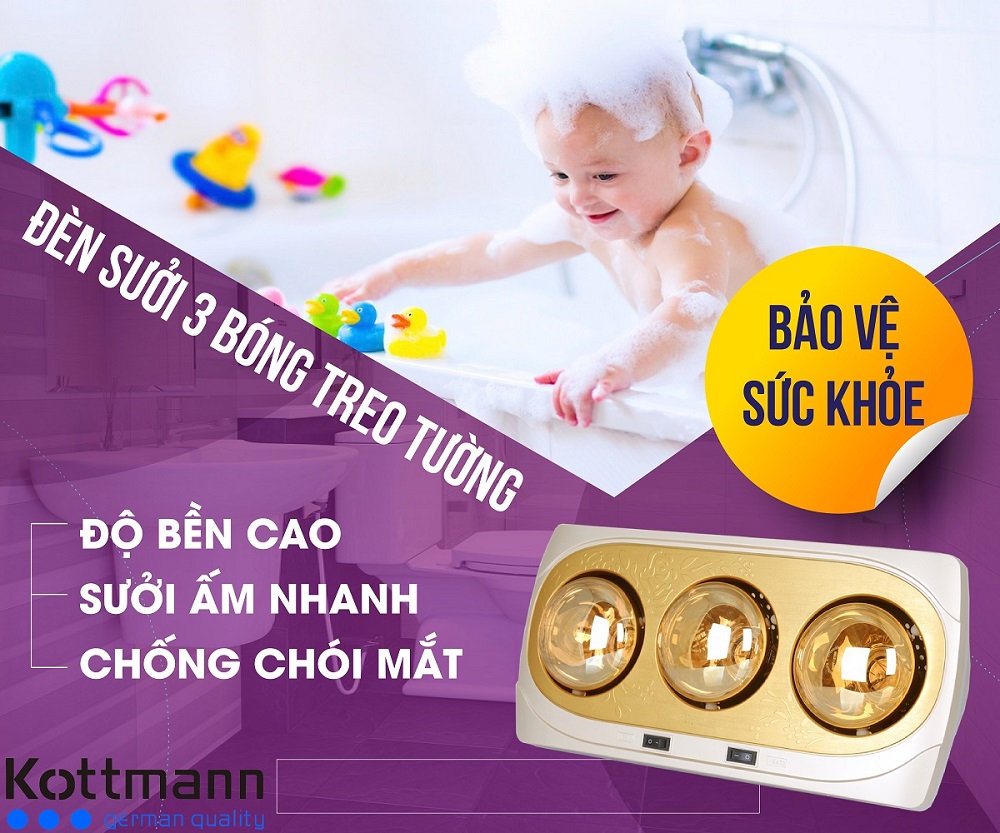 ĐÈN SƯỞI 3 BÓNG TREO TƯỜNG
BẢO VỆ
SỨC KHỎE
ĐỘ BỀN CAO
SƯỞI ẤM NHANH
CHỐNG CHÓI MẮT
Kottmann
german quality